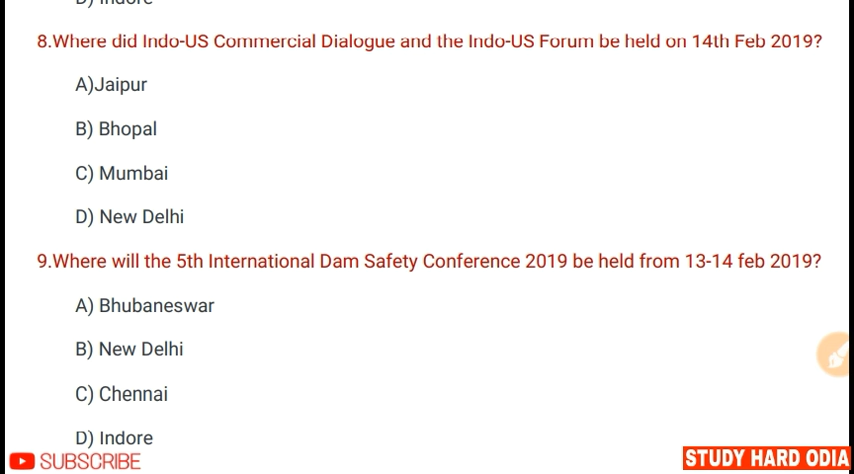 D) Indore
8.Where did Indo-US Commercial Dialogue and the Indo-US Forum be held on 14th Feb 2019?
A)Jaipur
B) Bhopal
C) Mumbai
D) New Delhi
9.Where will the 5th International Dam Safety Conference 2019 be held from 13-14 feb 2019?
A) Bhubaneswar
B) New Delhi
C) Chennai
D) Indore
SUBSCRIBE
STUDY HARD ODIA